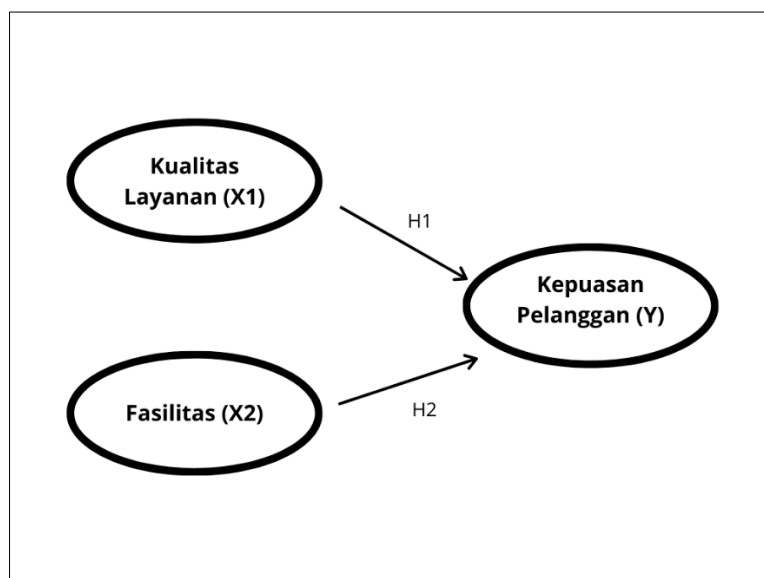 Kualitas
Layanan (X1)
H1
Kepuasan
Pelanggan (Y)
Fasilitas (X2)
H2